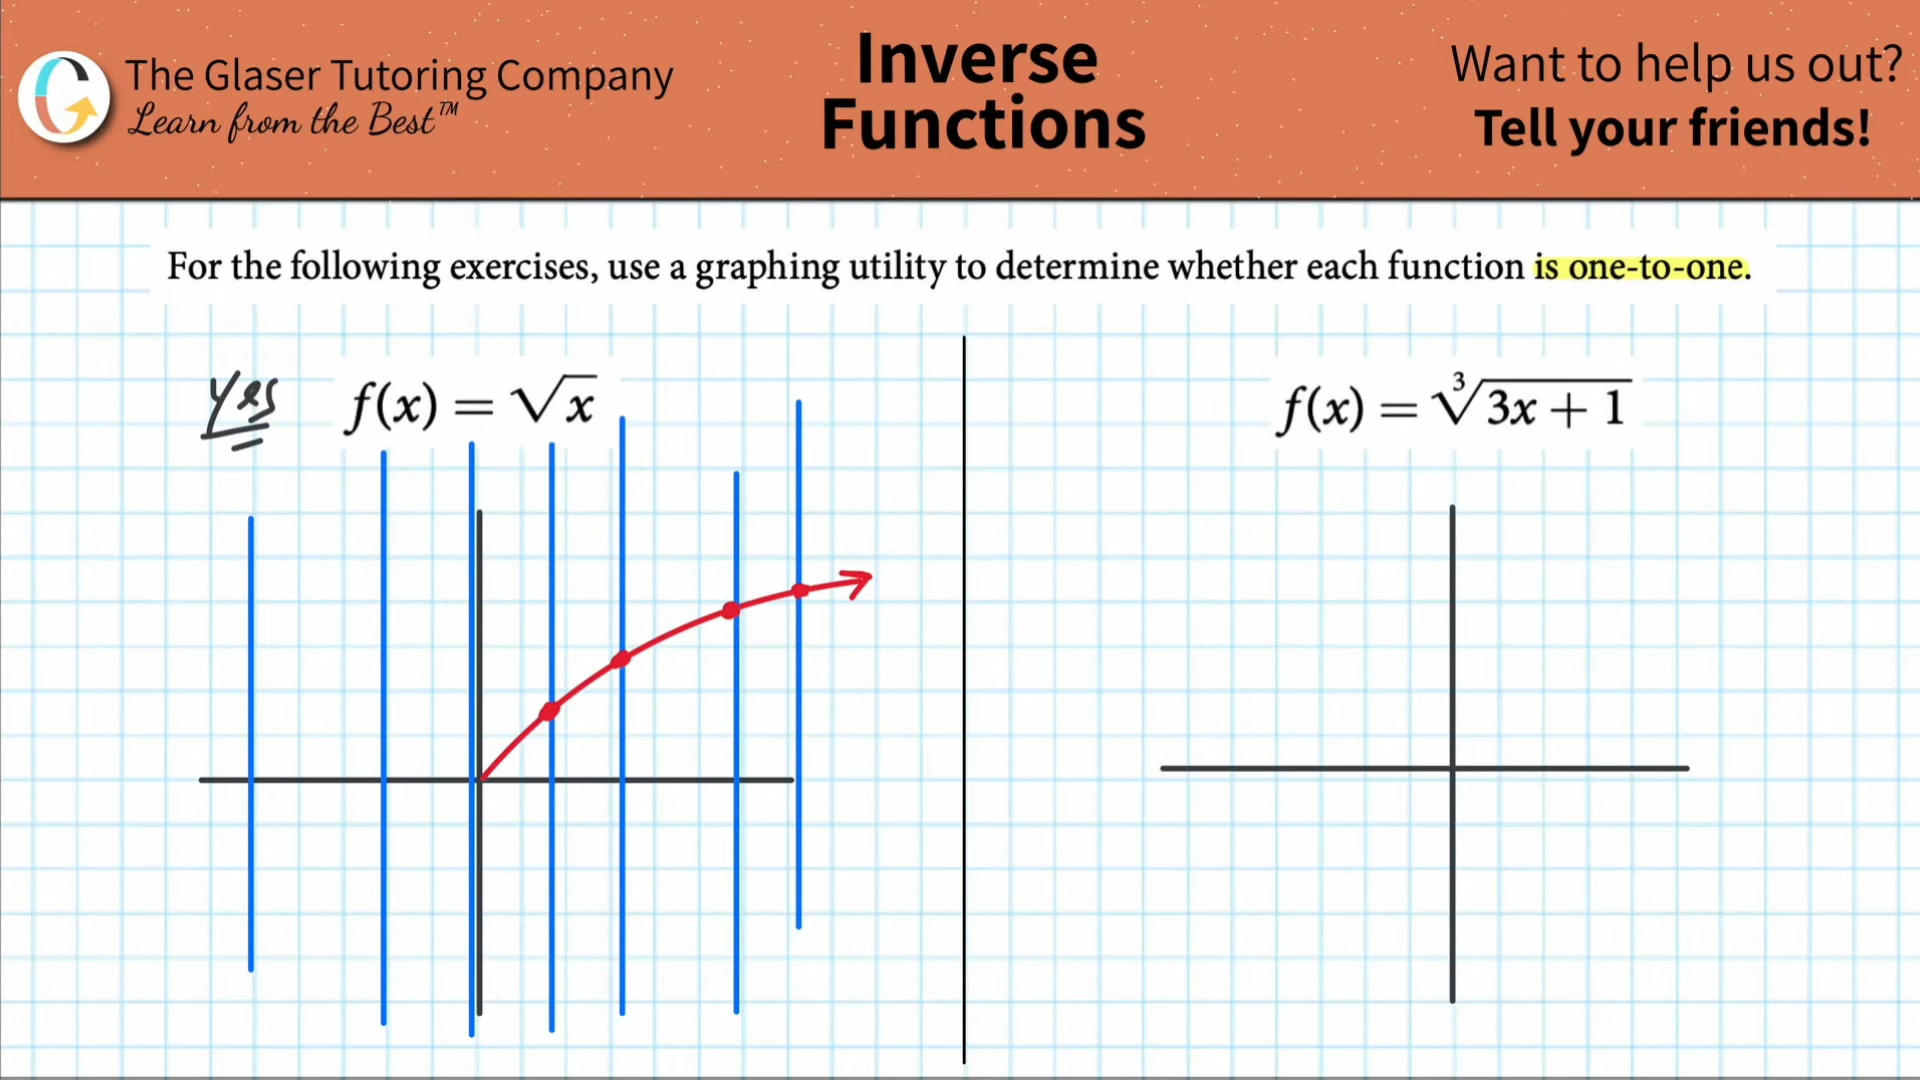 The Glaser Tutoring Company
Learn from the Best™
Inverse
Functions
Want to help us out?
Tell your friends!
For the following exercises, use a graphing utility to determine whether each function is one-to-one.
Yes
f(x) = √x
f(x) = ∛(3x + 1)